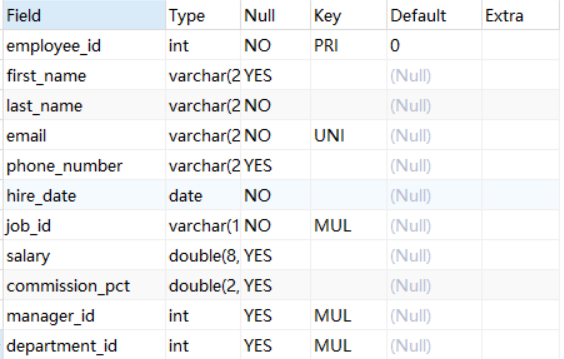 Field Type Null Key Default Extra
employee_id int NO PRI 0
first_name varchar(2 YES (Null)
last_name varchar(2 NO (Null)
email varchar(2 NO UNI (Null)
phone_number varchar(2 YES (Null)
hire_date date NO (Null)
job_id varchar(1 NO MUL (Null)
salary double(8, YES (Null)
commission_pct double(2, YES (Null)
manager_id int YES MUL (Null)
department_id int YES MUL (Null)